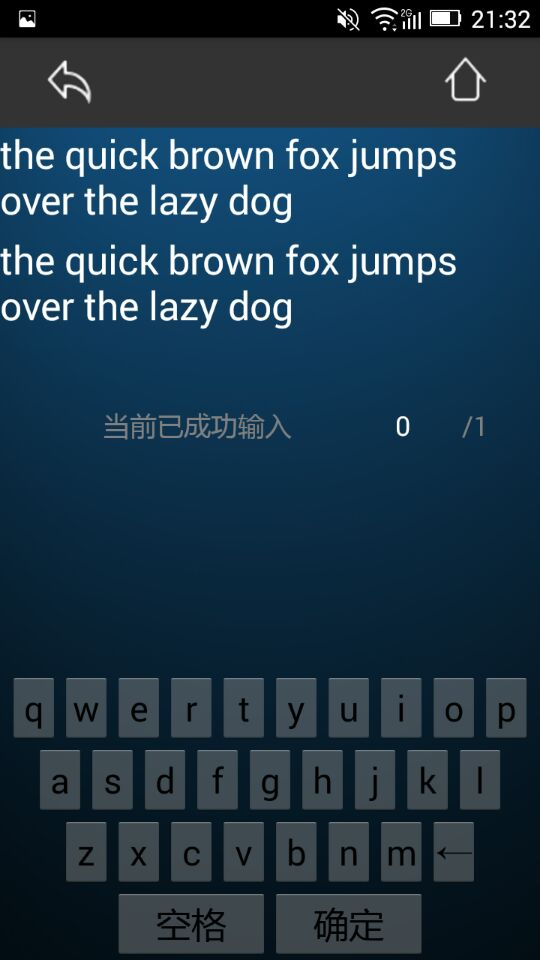 2G 21:32
the quick brown fox jumps
over the lazy dog
the quick brown fox jumps
over the lazy dog
当前已成功输入 0 /1
q w e r t y u i o p
a s d f g h j k l
z x c v b n m ←
空格 确定